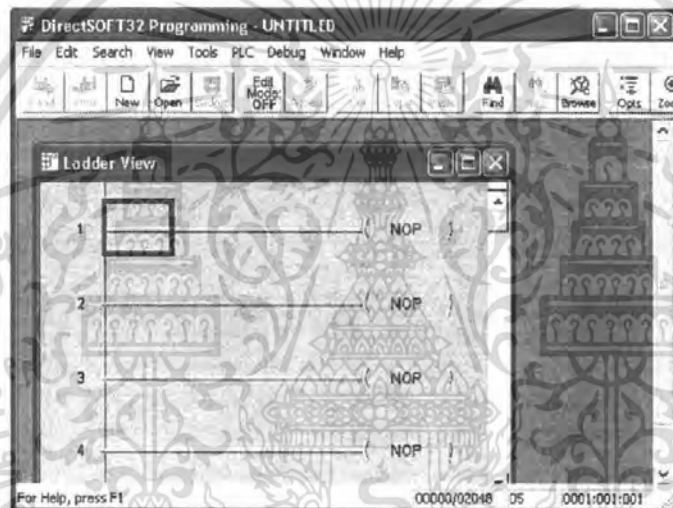 DirectSOFT32 Programming - UNTITLED
File Edit Search View Tools PLC Debug Window Help
New Open Edit Mode: OFF Find Browse Opts Zoo
Ladder View
1 NOP
2 NOP
3 NOP
4 NOP
For Help, press F1 00000/02048 05 0001:001:001